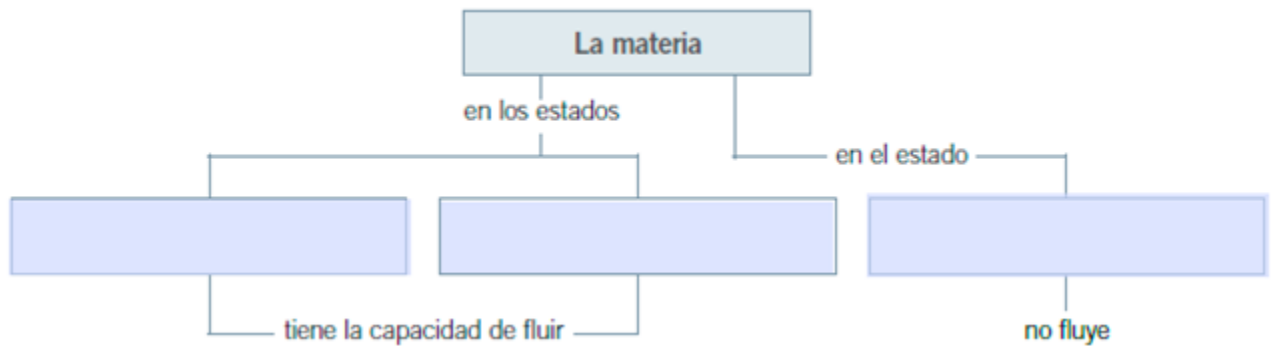 La materia
en los estados
en el estado
tiene la capacidad de fluir
no fluye